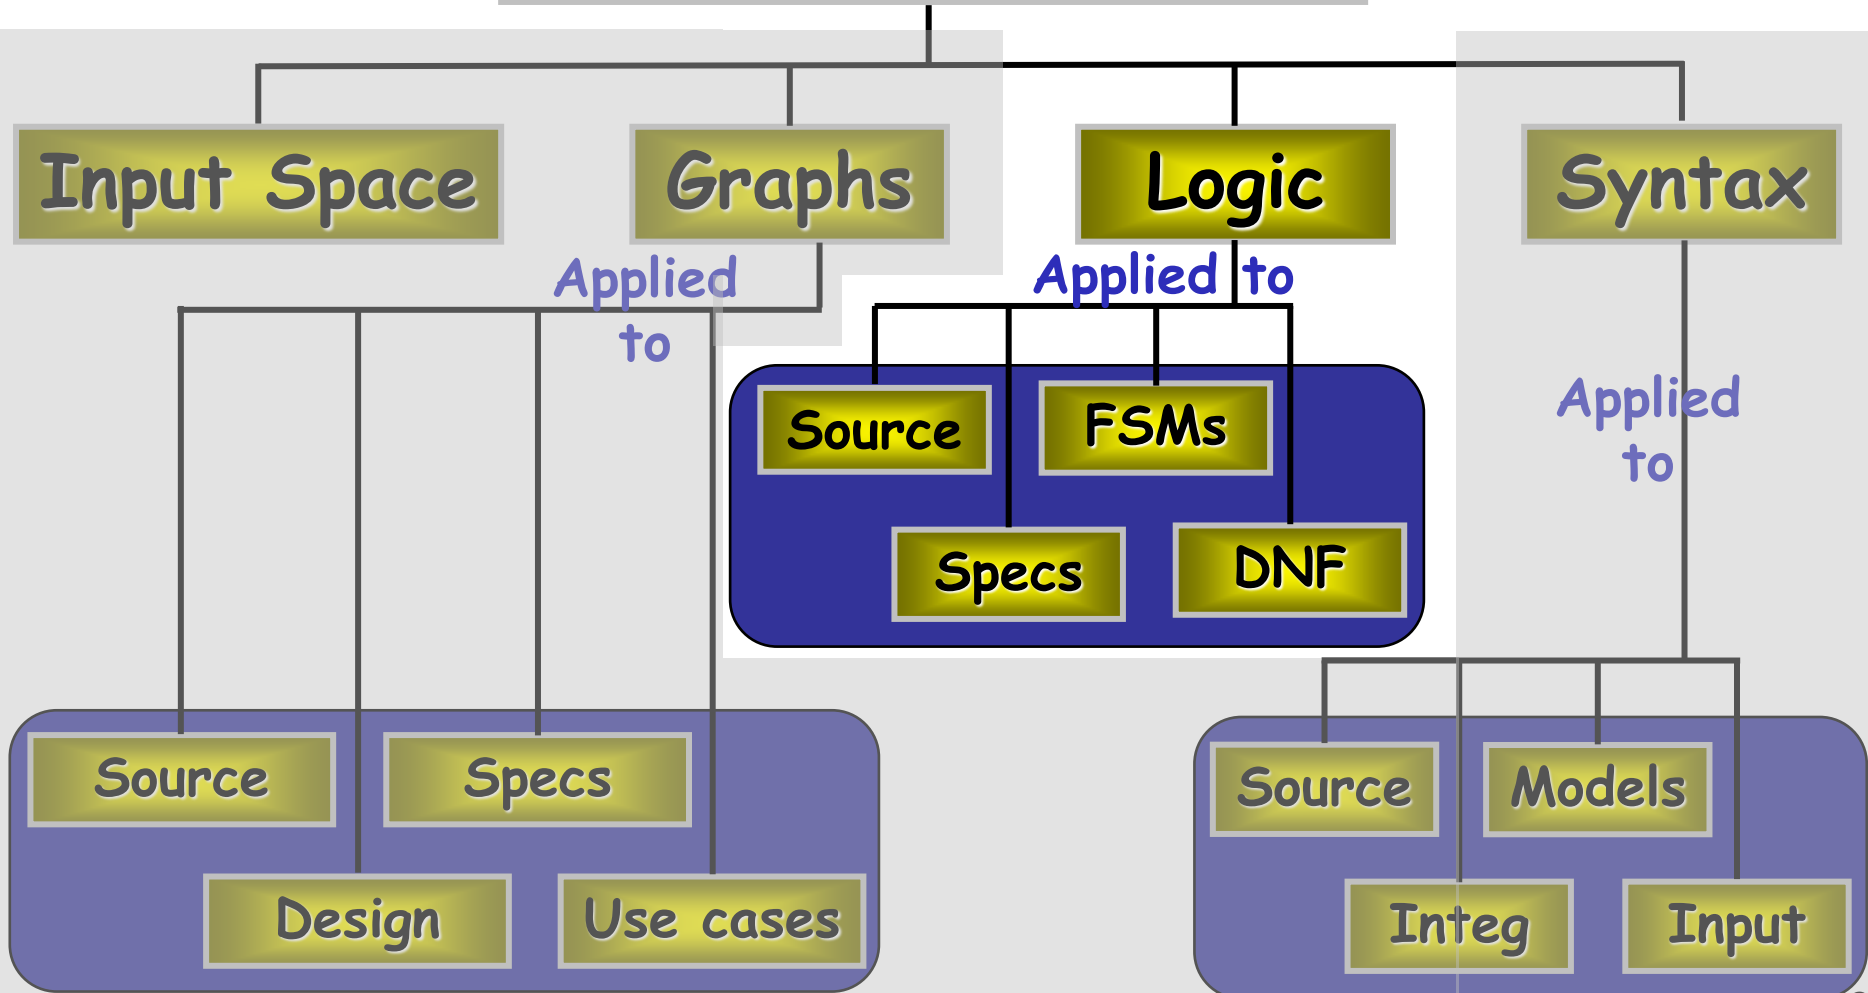 Input Space
Graphs
Logic
Syntax
Applied
to
Applied to
Applied
to
Source
FSMs
Specs
DNF
Source
Specs
Design
Use cases
Source
Models
Integ
Input